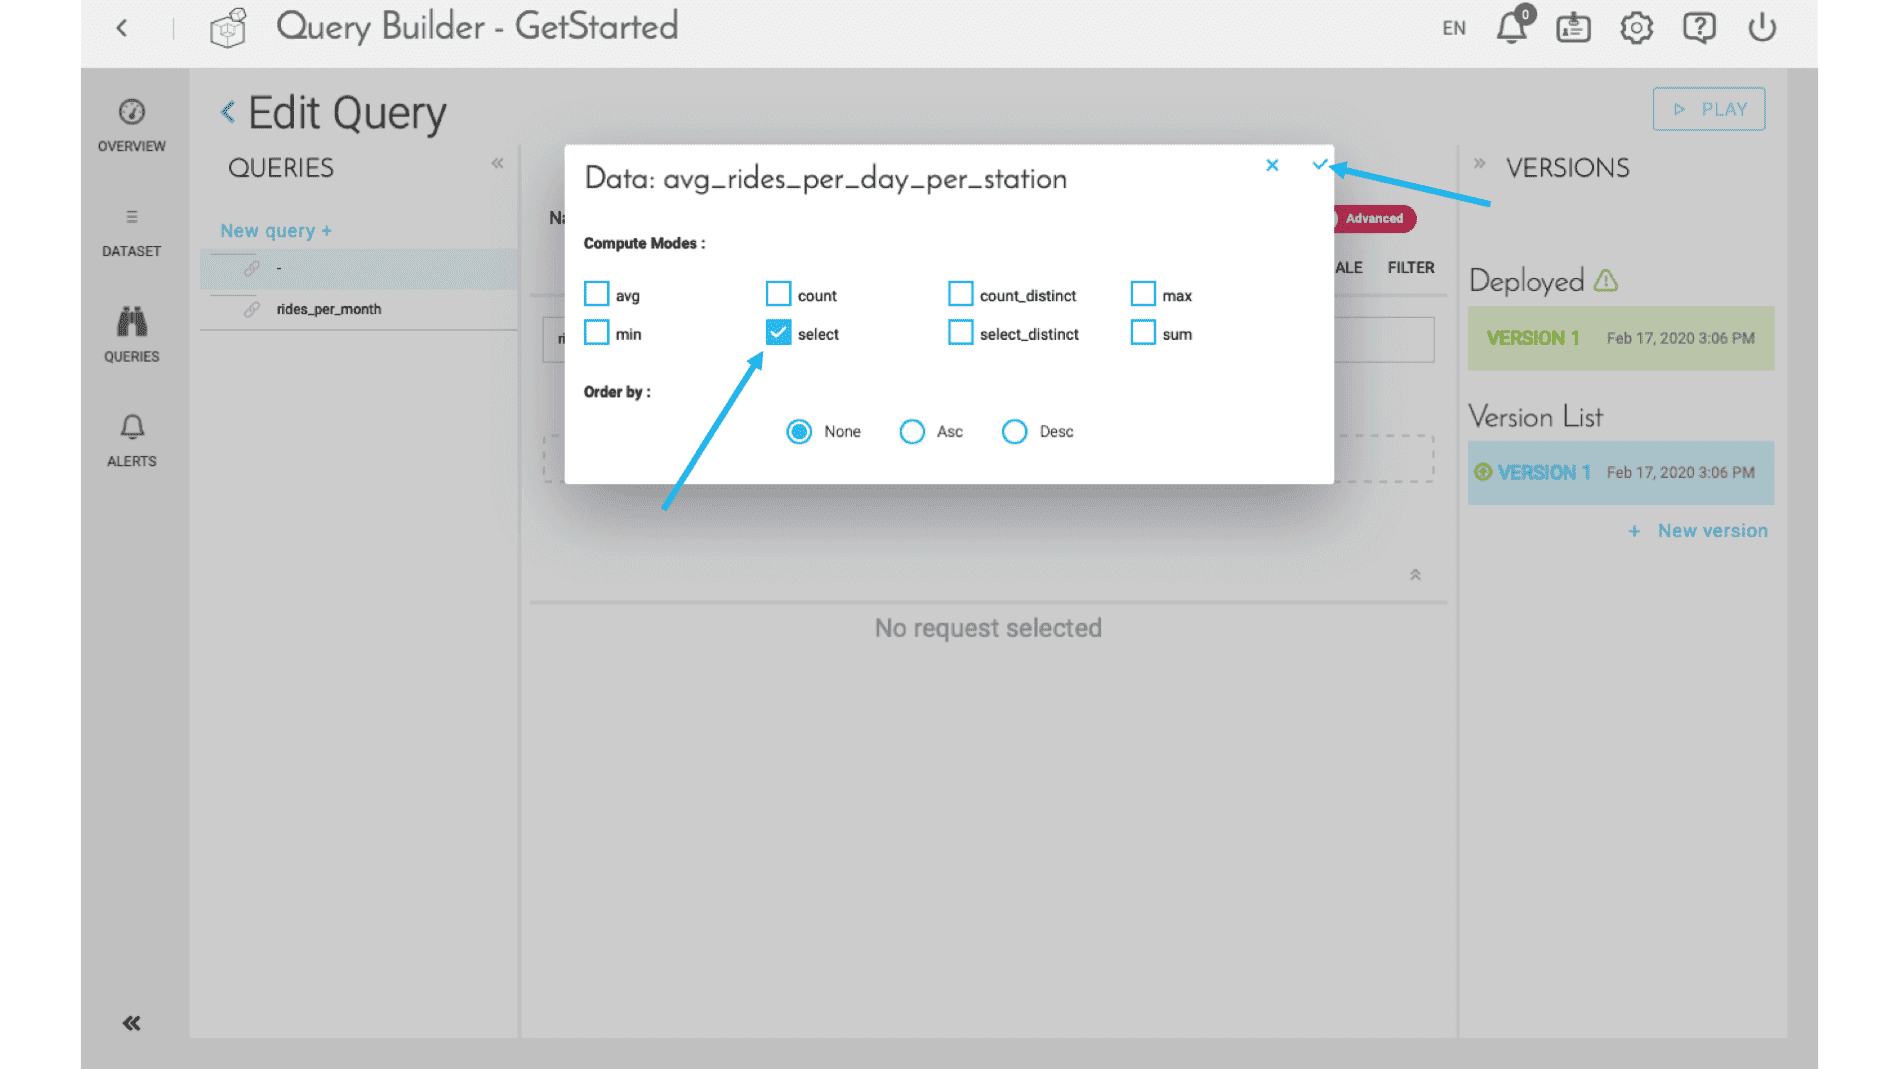 Query Builder - GetStarted
EN
0
OVERVIEW
DATASET
QUERIES
ALERTS
Edit Query
PLAY
QUERIES
New query +
-
rides_per_month
Data: avg_rides_per_day_per_station
Compute Modes :
avg
count
count_distinct
max
min
select
select_distinct
sum
Order by :
None
Asc
Desc
Advanced
FILTER
No request selected
VERSIONS
Deployed
VERSION 1 Feb 17, 2020 3:06 PM
Version List
VERSION 1 Feb 17, 2020 3:06 PM
+ New version